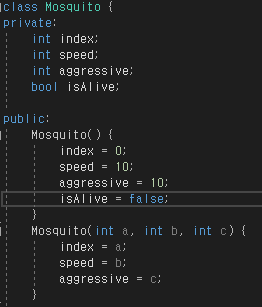 class Mosquito {
private:
int index;
int speed;
int aggressive;
bool isAlive;
public:
Mosquito() {
index = 0;
speed = 10;
aggressive = 10;
isAlive = false;
}
Mosquito(int a, int b, int c) {
index = a;
speed = b;
aggressive = c;
}